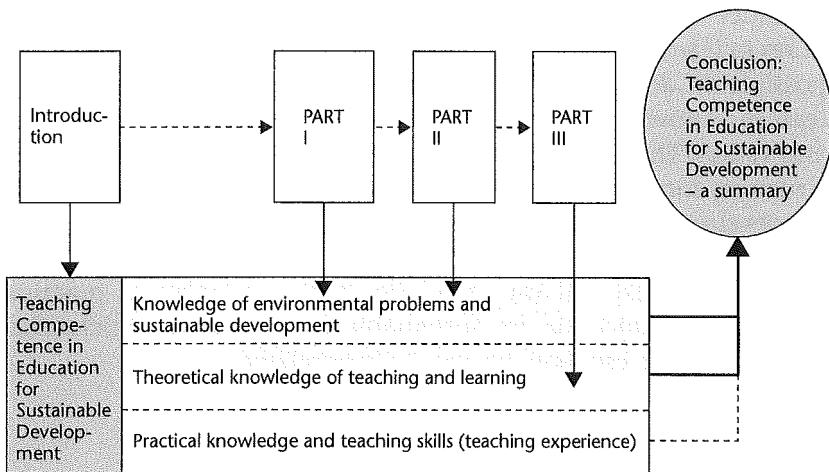 Introduc-
tion
PART
I
PART
II
PART
III
Conclusion:
Teaching
Competence
in Education
for Sustainable
Development
– a summary
Teaching
Compe-
tence in
Education
for
Sustainable
Develop-
ment
Knowledge of environmental problems and
sustainable development
Theoretical knowledge of teaching and learning
Practical knowledge and teaching skills (teaching experience)